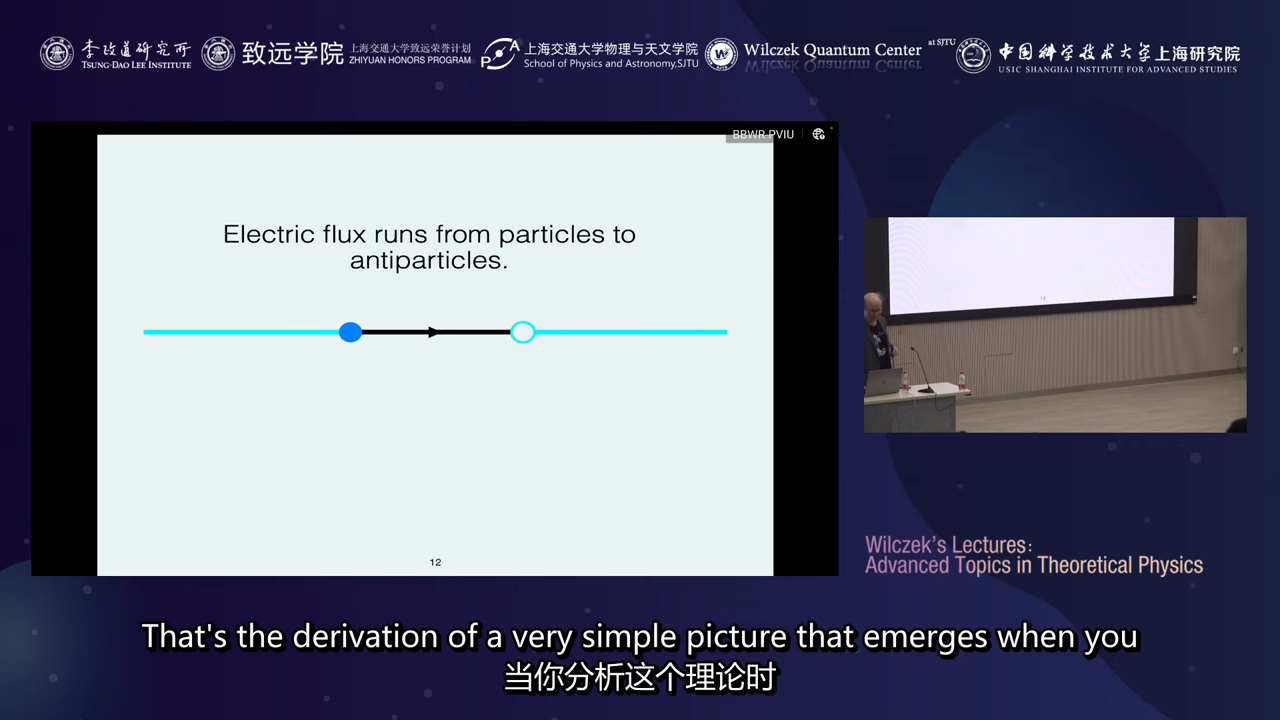 李政道研究所
TSUNG-DAO LEE INSTITUTE
致远学院
上海交通大学致远荣誉计划
ZHIYUAN HONORS PROGRAM
上海交通大学物理与天文学院
School of Physics and Astronomy,SJTU
Wilczek Quantum Center
at SJTU
中国科学技术大学上海研究院
USIC SHANGHAI INSTITUTE FOR ADVANCED STUDIES
BBWR PVIU
Electric flux runs from particles to
antiparticles.
12
Wilczek's Lectures:
Advanced Topics in Theoretical Physics
That's the derivation of a very simple picture that emerges when you
当你分析这个理论时